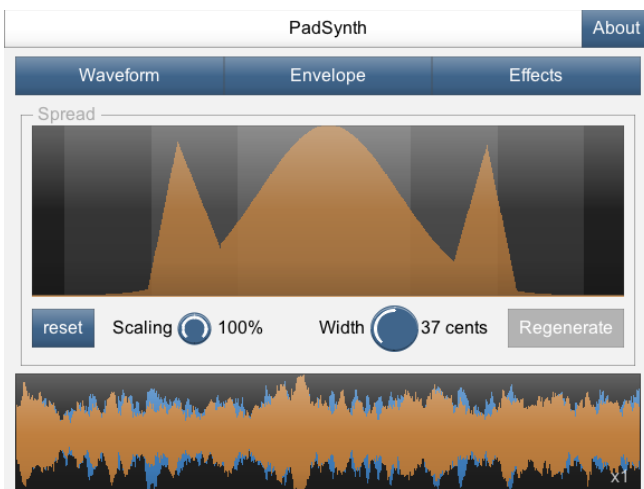 PadSynth
About
Waveform
Envelope
Effects
Spread
reset
Scaling
100%
Width
37 cents
Regenerate
x1